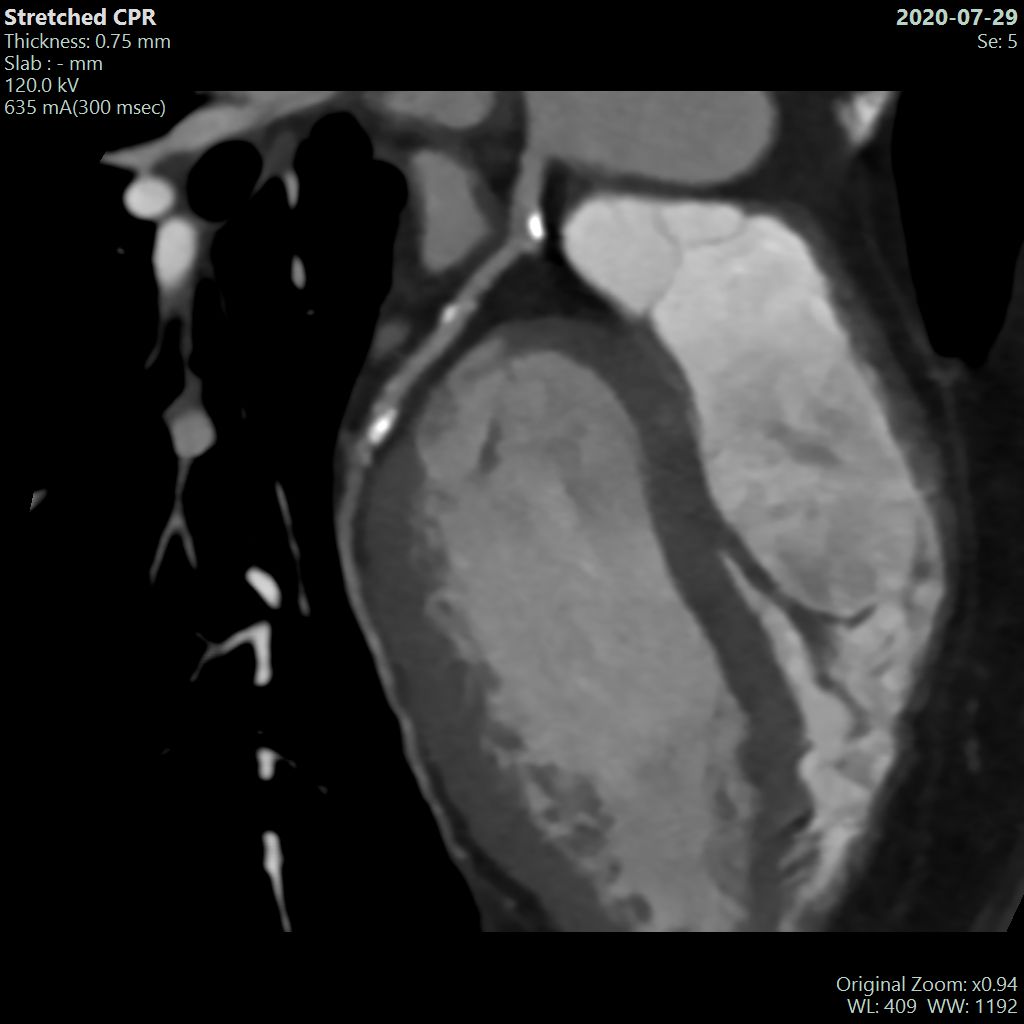 Stretched CPR
Thickness: 0.75 mm
Slab : - mm
120.0 kV
635 mA(300 msec)
2020-07-29
Se: 5
Original Zoom: x0.94
WL: 409 WW: 1192